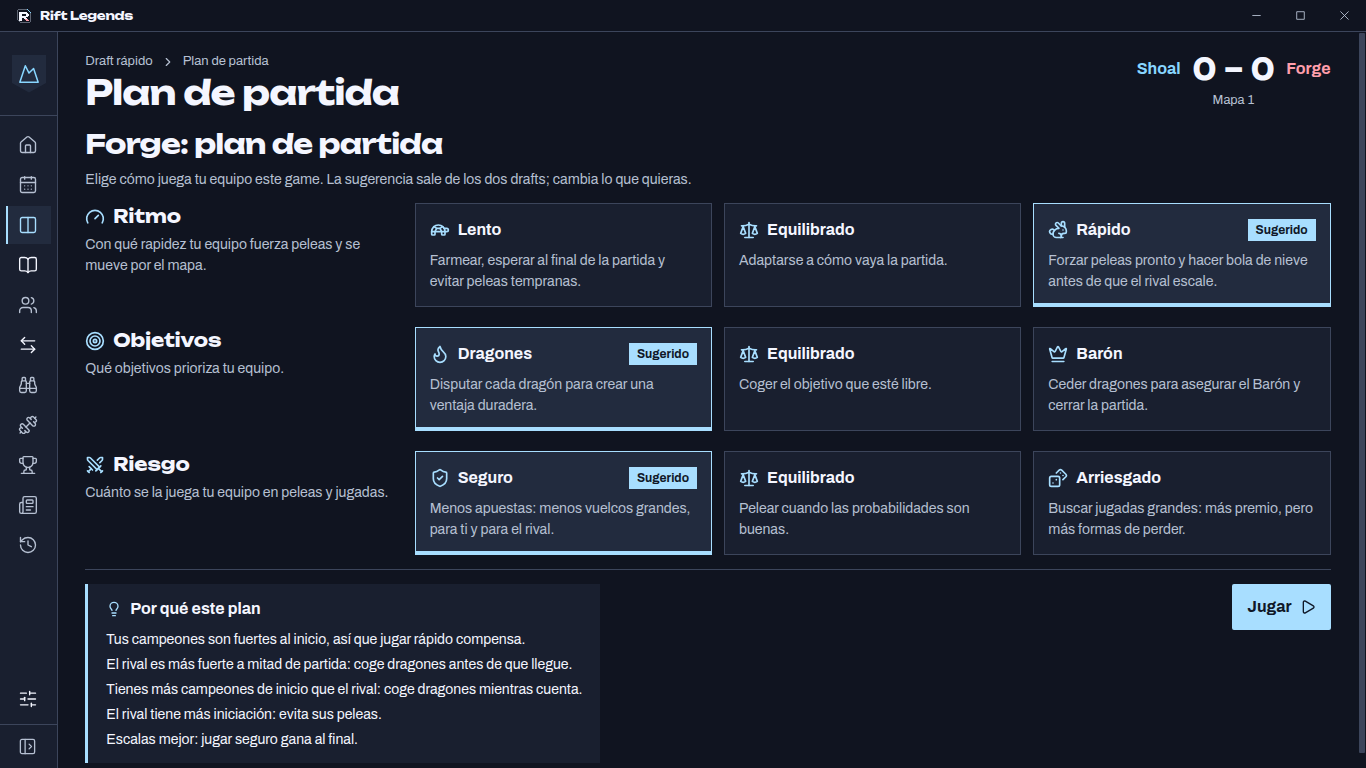 Rift Legends
Draft rápido > Plan de partida
Plan de partida
Shoal 0 – 0 Forge
Mapa 1
Forge: plan de partida
Elige cómo juega tu equipo este game. La sugerencia sale de los dos drafts; cambia lo que quieras.
Ritmo
Con qué rapidez tu equipo fuerza peleas y se
mueve por el mapa.
Lento
Farmear, esperar al final de la partida y
evitar peleas tempranas.
Equilibrado
Adaptarse a cómo vaya la partida.
Rápido
Sugerido
Forzar peleas pronto y hacer bola de nieve
antes de que el rival escale.
Objetivos
Qué objetivos prioriza tu equipo.
Dragones
Sugerido
Disputar cada dragón para crear una
ventaja duradera.
Equilibrado
Coger el objetivo que esté libre.
Barón
Ceder dragones para asegurar el Barón y
cerrar la partida.
Riesgo
Cuánto se la juega tu equipo en peleas y jugadas.
Seguro
Sugerido
Menos apuestas: menos vuelcos grandes,
para ti y para el rival.
Equilibrado
Pelear cuando las probabilidades son
buenas.
Arriesgado
Buscar jugadas grandes: más premio, pero
más formas de perder.
Por qué este plan
Tus campeones son fuertes al inicio, así que jugar rápido compensa.
El rival es más fuerte a mitad de partida: coge dragones antes de que llegue.
Tienes más campeones de inicio que el rival: coge dragones mientras cuenta.
El rival tiene más iniciación: evita sus peleas.
Escalas mejor: jugar seguro gana al final.
Jugar